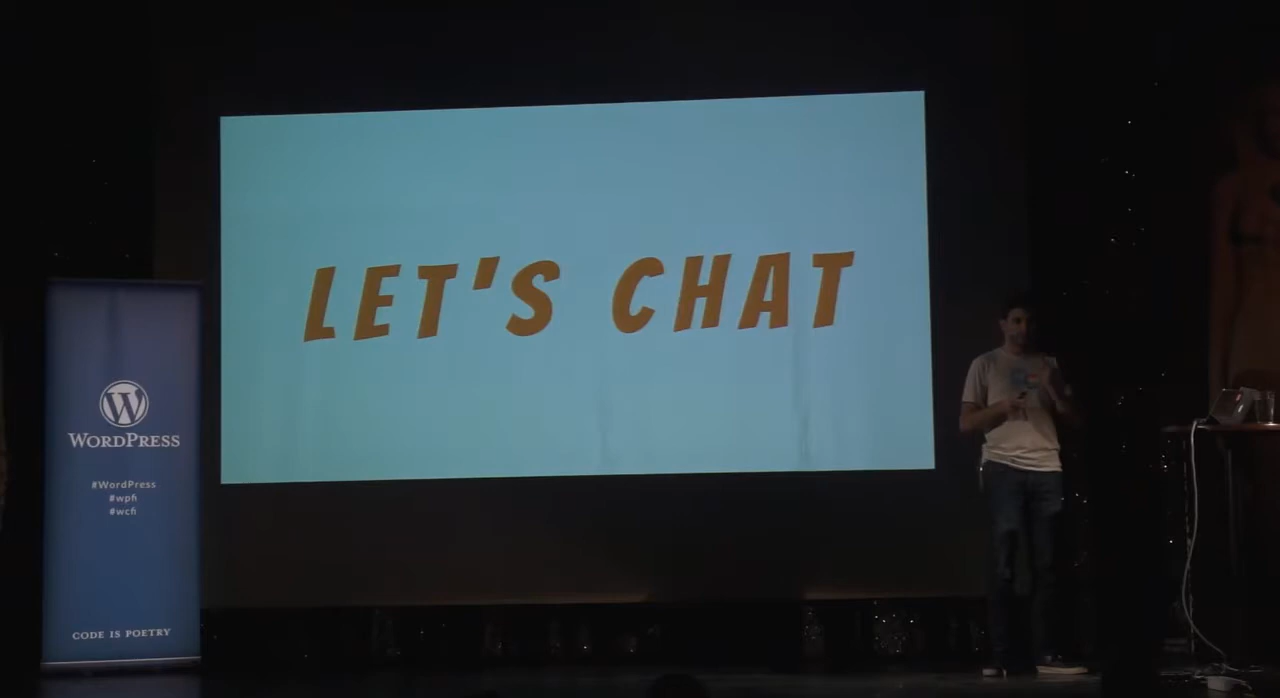 LET'S CHAT
W
WORDPRESS
#WordPress
#wpfi
#wcfi
CODE IS POETRY